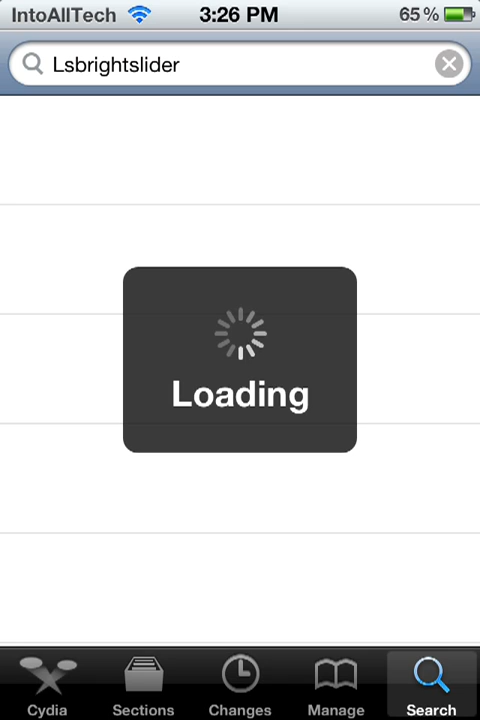 IntoAllTech 3:26 PM 65%
Lsbrightslider
Loading
Cydia Sections Changes Manage Search